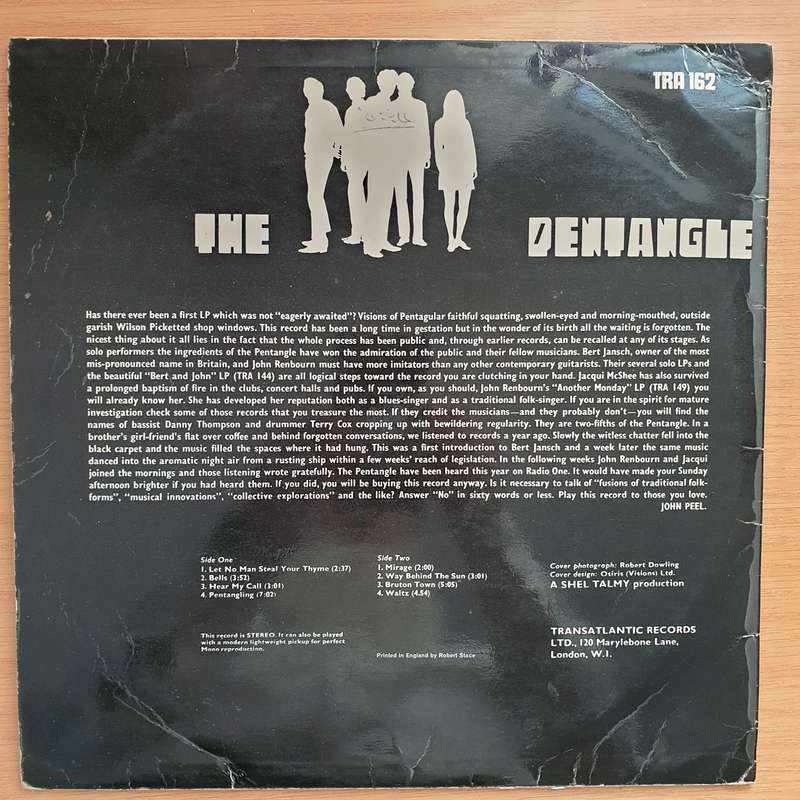 TRA 162
THE PENTANGLE
Has there ever been a first LP which was not "eagerly awaited"? Visions of Pentagular faithful squatting, swollen-eyed and morning-mouthed, outside
garish Wilson Picketted shop windows. This record has been a long time in gestation but in the wonder of its birth all the waiting is forgotten. The
nicest thing about it all lies in the fact that the whole process has been public and, through earlier records, can be recalled at any of its stages. As
solo performers the ingredients of the Pentangle have won the admiration of the public and their fellow musicians. Bert Jansch, owner of the most
mis-pronounced name in Britain, and John Renbourn must have more imitators than any other contemporary guitarists. Their several solo LPs and
the beautiful "Bert and John" LP (TRA 144) are all logical steps toward the record you are clutching in your hand. Jacqui McShee has also survived
a prolonged baptism of fire in the clubs, concert halls and pubs. If you own, as you should, John Renbourn's "Another Monday" LP (TRA 149) you
will already know her. She has developed her reputation both as a blues-singer and as a traditional folk-singer. If you are in the spirit for mature
investigation check some of those records that you treasure the most. If they credit the musicians—and they probably don't—you will find the
names of bassist Danny Thompson and drummer Terry Cox cropping up with bewildering regularity. They are two-fifths of the Pentangle. In a
brother's girl-friend's flat over coffee and behind forgotten conversations, we listened to records a year ago. Slowly the witless chatter fell into the
black carpet and the music filled the spaces where it had hung. This was a first introduction to Bert Jansch and a week later the same music
danced into the aromatic night air from a rusting ship within a few weeks' reach of legislation. In the following weeks John Renbourn and Jacqui
joined the mornings and those listening wrote gratefully. The Pentangle have been heard this year on Radio One. It would have made your Sunday
afternoon brighter if you had heard them. If you did, you will be buying this record anyway. Is it necessary to talk of "fusions of traditional folk-
forms", "musical innovations", "collective explorations" and the like? Answer "No" in sixty words or less. Play this record to those you love.
JOHN PEEL.
Side One
1. Let No Man Steal Your Thyme (2:37)
2. Bells (3:52)
3. Hear My Call (3:01)
4. Pentangling (7:02)
Side Two
1. Mirage (2:00)
2. Way Behind The Sun (3:01)
3. Bruton Town (5:05)
4. Waltz (4.54)
Cover photograph: Robert Dowling
Cover design: Osiris (Visions) Ltd.
A SHEL TALMY production
This record is STEREO. It can also be played
with a modern lightweight pickup for perfect
Mono reproduction.
Printed in England by Robert Stace
TRANSATLANTIC RECORDS
LTD., 120 Marylebone Lane,
London, W.1.